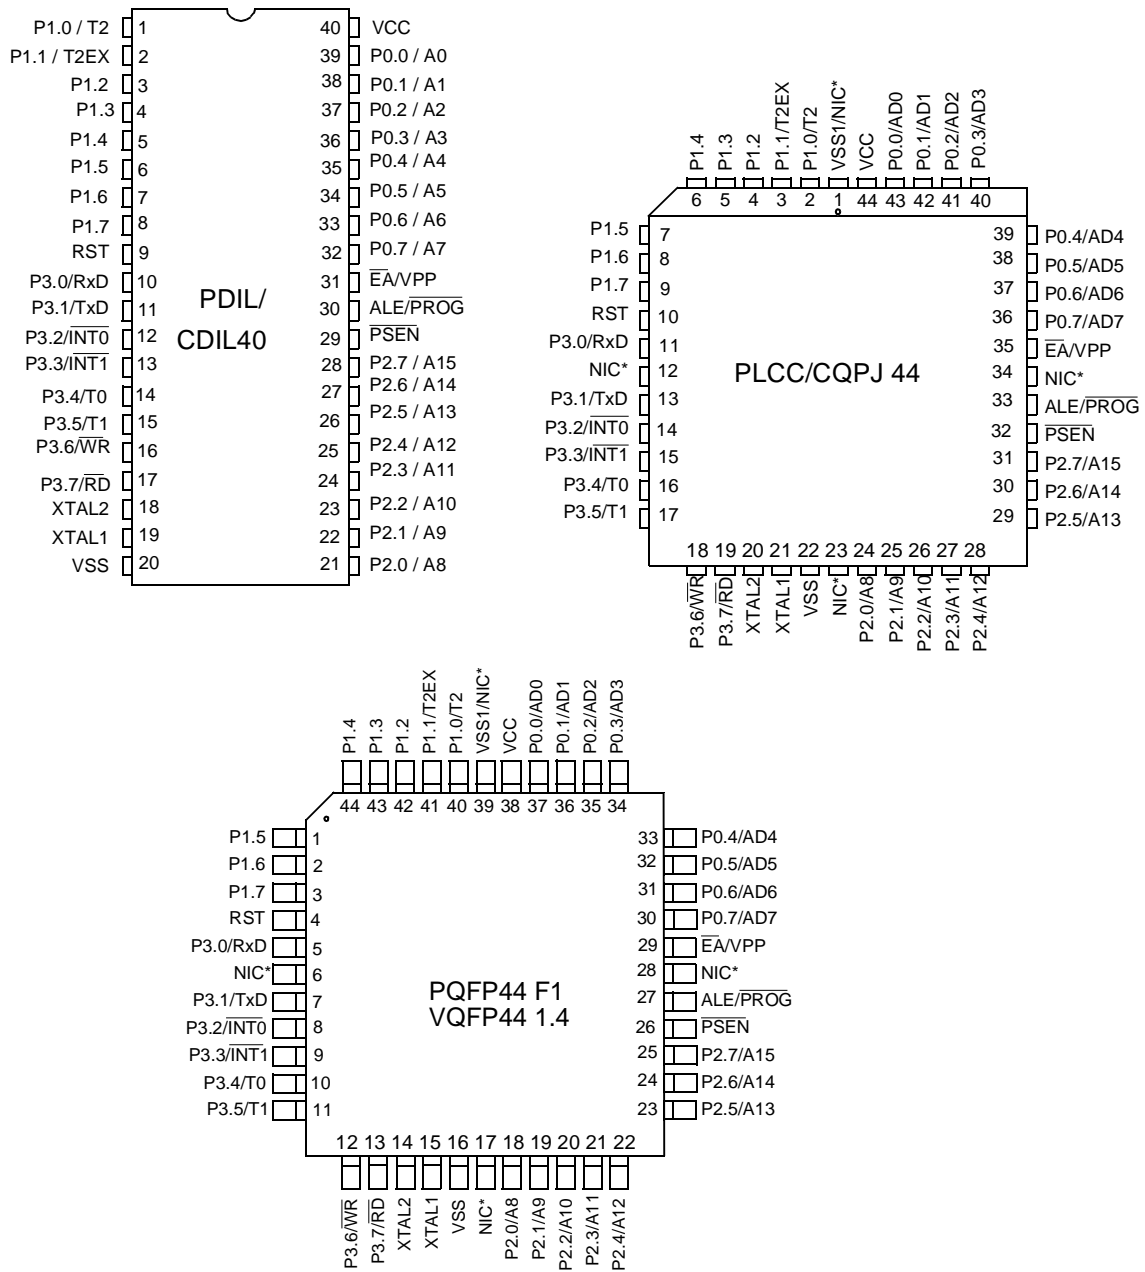 P1.0 / T2 1 40 VCC
P1.1 / T2EX 2 39 P0.0 / A0
P1.2 3 38 P0.1 / A1
P1.3 4 37 P0.2 / A2
P1.4 5 36 P0.3 / A3
P1.5 6 35 P0.4 / A4
P1.6 7 34 P0.5 / A5
P1.7 8 33 P0.6 / A6
RST 9 32 P0.7 / A7
P3.0/RxD 10 31 EA/VPP
P3.1/TxD 11 30 ALE/PROG
P3.2/INT0 12 29 PSEN
P3.3/INT1 13 28 P2.7 / A15
P3.4/T0 14 27 P2.6 / A14
P3.5/T1 15 26 P2.5 / A13
P3.6/WR 16 25 P2.4 / A12
P3.7/RD 17 24 P2.3 / A11
XTAL2 18 23 P2.2 / A10
XTAL1 19 22 P2.1 / A9
VSS 20 21 P2.0 / A8
PDIL/
CDIL40
P1.4 P1.3 P1.2 P1.1/T2EX P1.0/T2 VSS1/NIC* VCC P0.0/AD0 P0.1/AD1 P0.2/AD2 P0.3/AD3
6 5 4 3 2 1 44 43 42 41 40
P1.5 7 39 P0.4/AD4
P1.6 8 38 P0.5/AD5
P1.7 9 37 P0.6/AD6
RST 10 36 P0.7/AD7
P3.0/RxD 11 35 EA/VPP
NIC* 12 34 NIC*
P3.1/TxD 13 33 ALE/PROG
P3.2/INT0 14 32 PSEN
P3.3/INT1 15 31 P2.7/A15
P3.4/T0 16 30 P2.6/A14
P3.5/T1 17 29 P2.5/A13
PLCC/CQPJ 44
18 19 20 21 22 23 24 25 26 27 28
P3.6/WR P3.7/RD XTAL2 XTAL1 VSS NIC* P2.0/A8 P2.1/A9 P2.2/A10 P2.3/A11 P2.4/A12
P1.4 P1.3 P1.2 P1.1/T2EX P1.0/T2 VSS1/NIC* VCC P0.0/AD0 P0.1/AD1 P0.2/AD2 P0.3/AD3
44 43 42 41 40 39 38 37 36 35 34
P1.5 1 33 P0.4/AD4
P1.6 2 32 P0.5/AD5
P1.7 3 31 P0.6/AD6
RST 4 30 P0.7/AD7
P3.0/RxD 5 29 EA/VPP
NIC* 6 28 NIC*
P3.1/TxD 7 27 ALE/PROG
P3.2/INT0 8 26 PSEN
P3.3/INT1 9 25 P2.7/A15
P3.4/T0 10 24 P2.6/A14
P3.5/T1 11 23 P2.5/A13
PQFP44 F1
VQFP44 1.4
12 13 14 15 16 17 18 19 20 21 22
P3.6/WR P3.7/RD XTAL2 XTAL1 VSS NIC* P2.0/A8 P2.1/A9 P2.2/A10 P2.3/A11 P2.4/A12